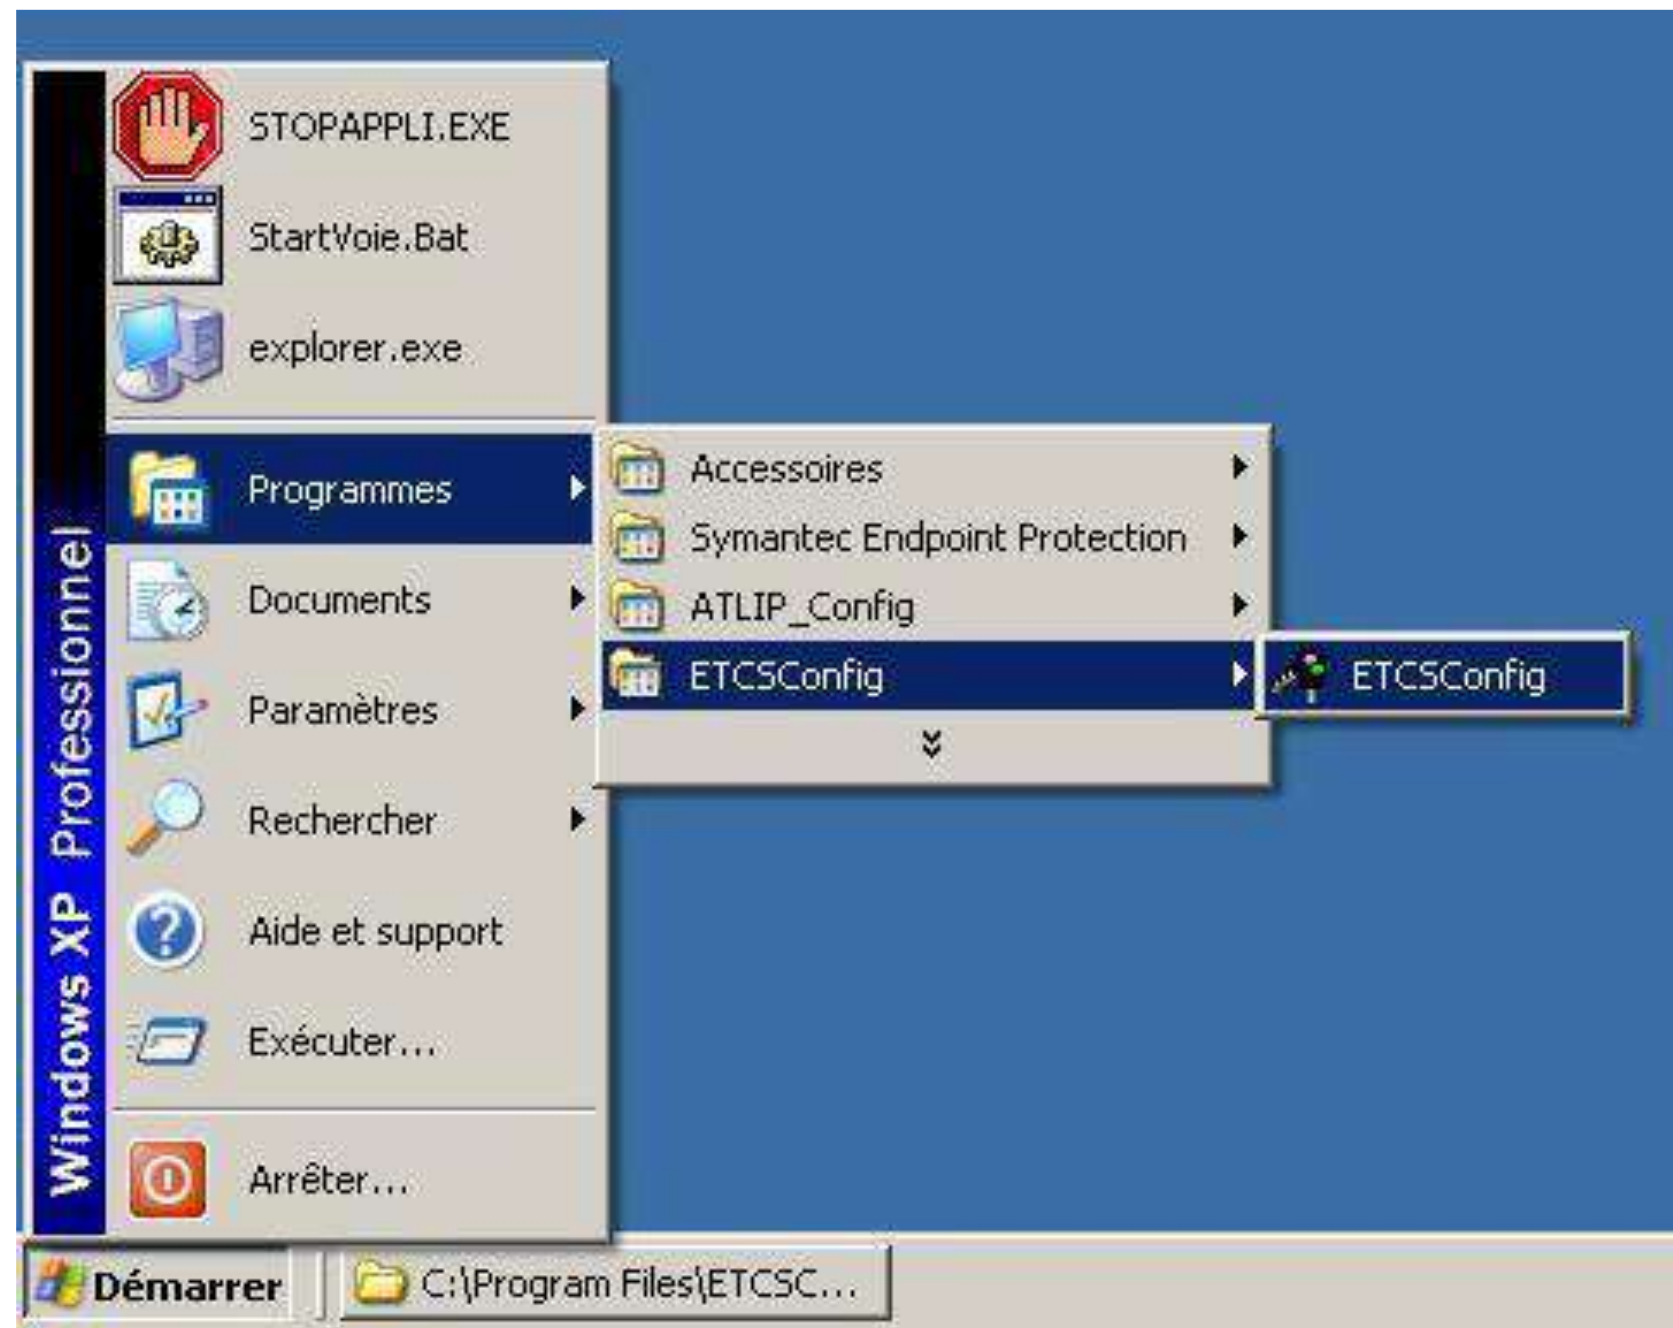 STOPAPPLI.EXE
StartVoie.Bat
explorer.exe
Programmes
Documents
Paramètres
Rechercher
Aide et support
Exécuter...
Arrêter...
Windows XP Professionnel
Accessoires
Symantec Endpoint Protection
ATLIP_Config
ETCSConfig
ETCSConfig
Démarrer
C:\Program Files\ETCSC...